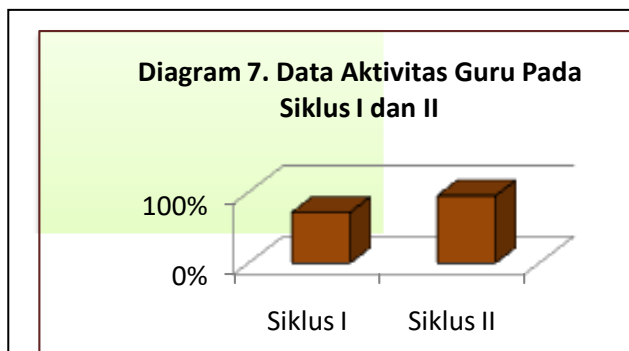 Diagram 7. Data Aktivitas Guru Pada
Siklus I dan II
100%
0%
Siklus I
Siklus II